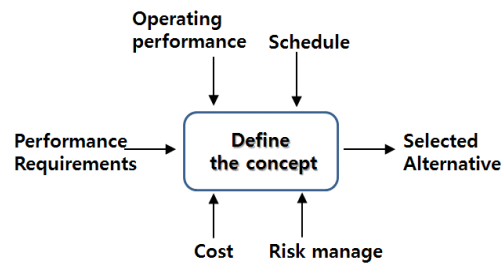 Operating
performance
Schedule
Performance
Requirements
Define
the concept
Selected
Alternative
Cost
Risk manage